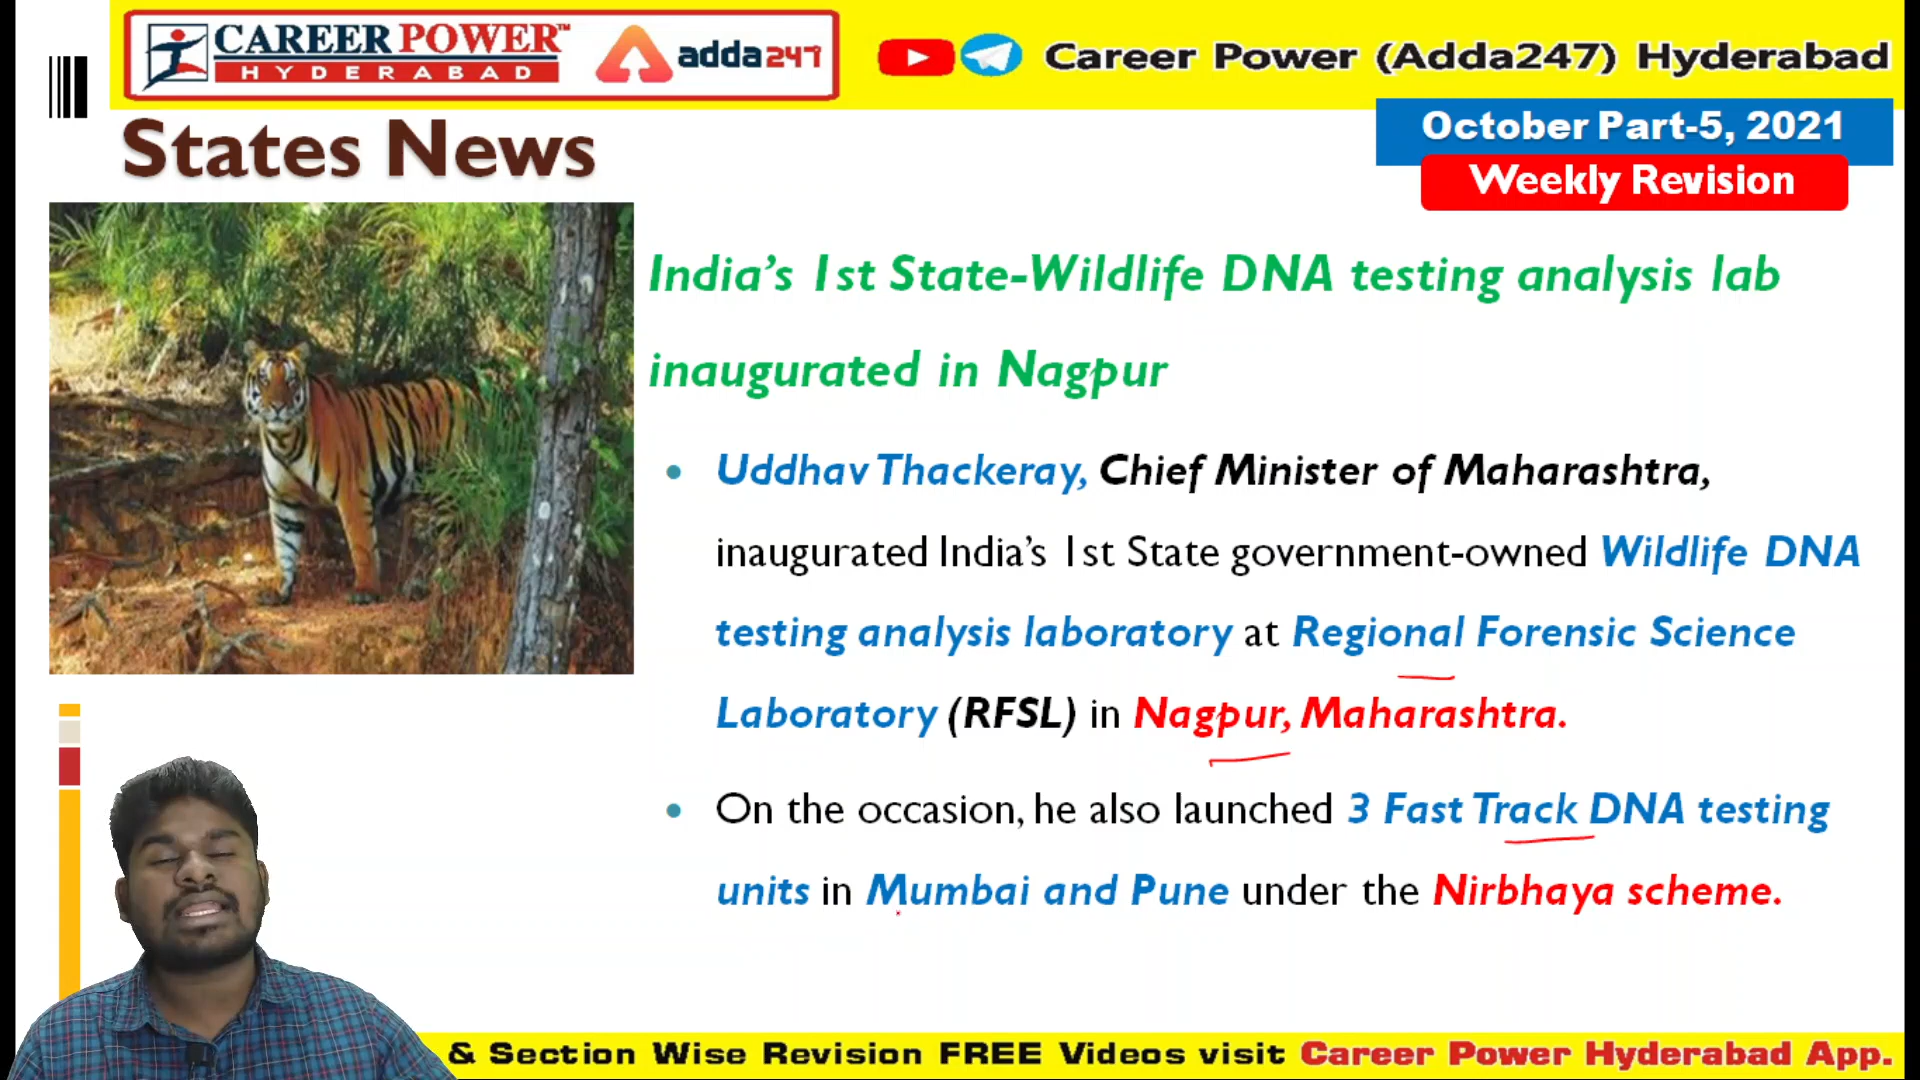 CAREER POWER™
HYDERABAD
adda247
Career Power (Adda247) Hyderabad
States News
October Part-5, 2021
Weekly Revision
India's 1st State-Wildlife DNA testing analysis lab
inaugurated in Nagpur
• Uddhav Thackeray, Chief Minister of Maharashtra,
inaugurated India's 1st State government-owned Wildlife DNA
testing analysis laboratory at Regional Forensic Science
Laboratory (RFSL) in Nagpur, Maharashtra.
• On the occasion, he also launched 3 Fast Track DNA testing
units in Mumbai and Pune under the Nirbhaya scheme.
& Section Wise Revision FREE Videos visit Career Power Hyderabad App.